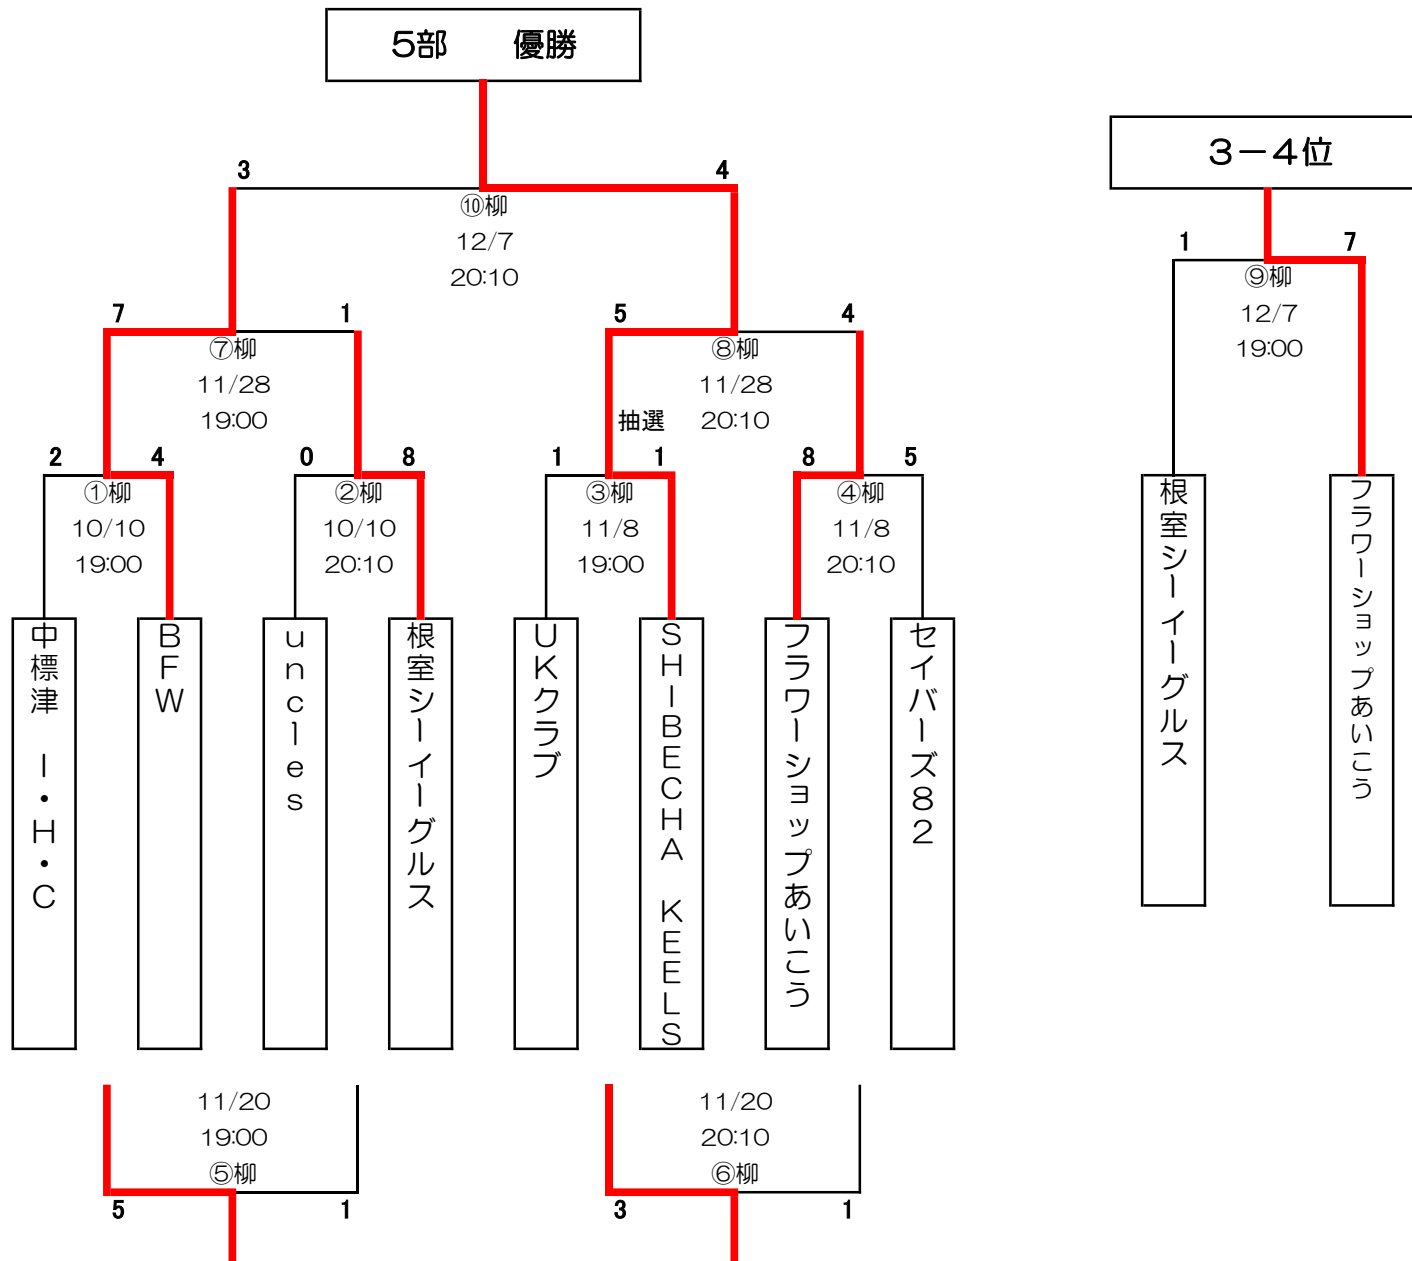 5部　優勝
3－4位
3
4
⑩柳
12/7
20:10
1
7
⑨柳
12/7
19:00
7
1
⑦柳
11/28
19:00
5
4
⑧柳
11/28
20:10
抽選
2
4
①柳
10/10
19:00
0
8
②柳
10/10
20:10
1
1
③柳
11/8
19:00
8
5
④柳
11/8
20:10
中標津　I・H・C
BFW
uncles
根室シーイーグルス
UKクラブ
SHIBECHA　KEELS
フラワーショップあいこう
セイバーズ82
根室シーイーグルス
フラワーショップあいこう
11/20
19:00
⑤柳
5
1
11/20
20:10
⑥柳
3
1